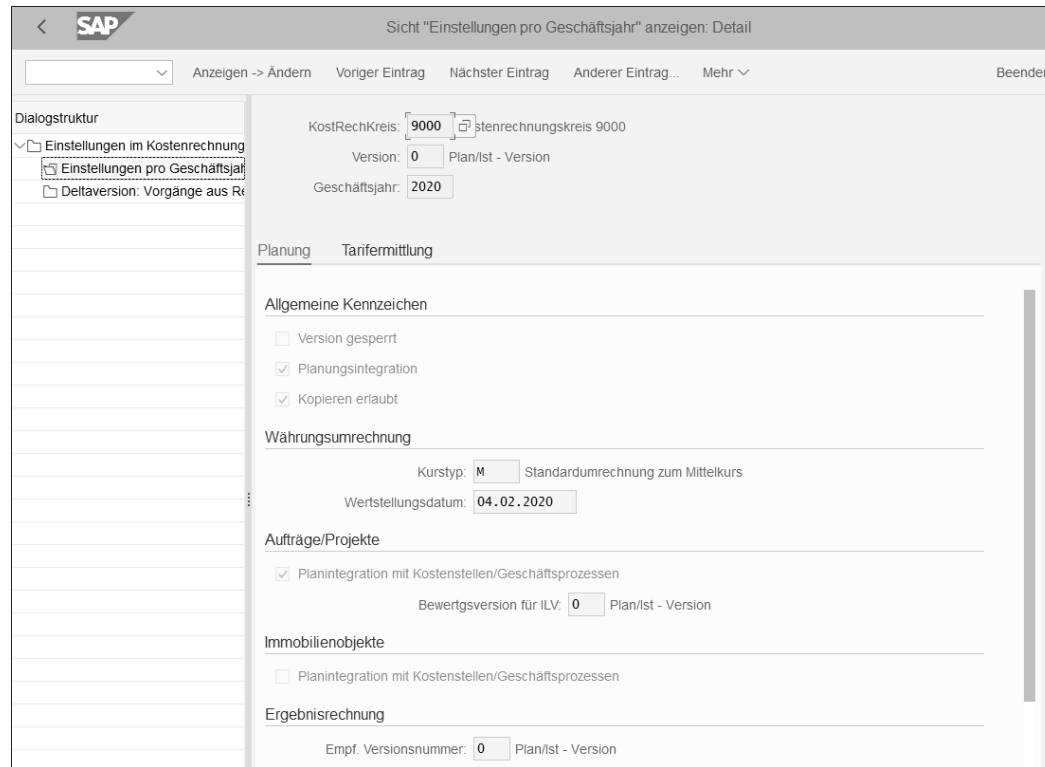 SAP
Sicht "Einstellungen pro Geschäftsjahr" anzeigen: Detail
Anzeigen -> Ändern Voriger Eintrag Nächster Eintrag Anderer Eintrag... Mehr Beenden
Dialogstruktur
Einstellungen im Kostenrechnung
Einstellungen pro Geschäftsjah
Deltaversion: Vorgänge aus Re
KostRechKreis: 9000 stenrechnungskreis 9000
Version: 0 Plan/Ist - Version
Geschäftsjahr: 2020
Planung Tarifermittlung
Allgemeine Kennzeichen
Version gesperrt
Planungsintegration
Kopieren erlaubt
Währungsumrechnung
Kurstyp: M Standardumrechnung zum Mittelkurs
Wertstellungsdatum: 04.02.2020
Aufträge/Projekte
Planintegration mit Kostenstellen/Geschäftsprozessen
Bewertgsversion für ILV: 0 Plan/Ist - Version
Immobilienobjekte
Planintegration mit Kostenstellen/Geschäftsprozessen
Ergebnisrechnung
Empf. Versionsnummer: 0 Plan/Ist - Version